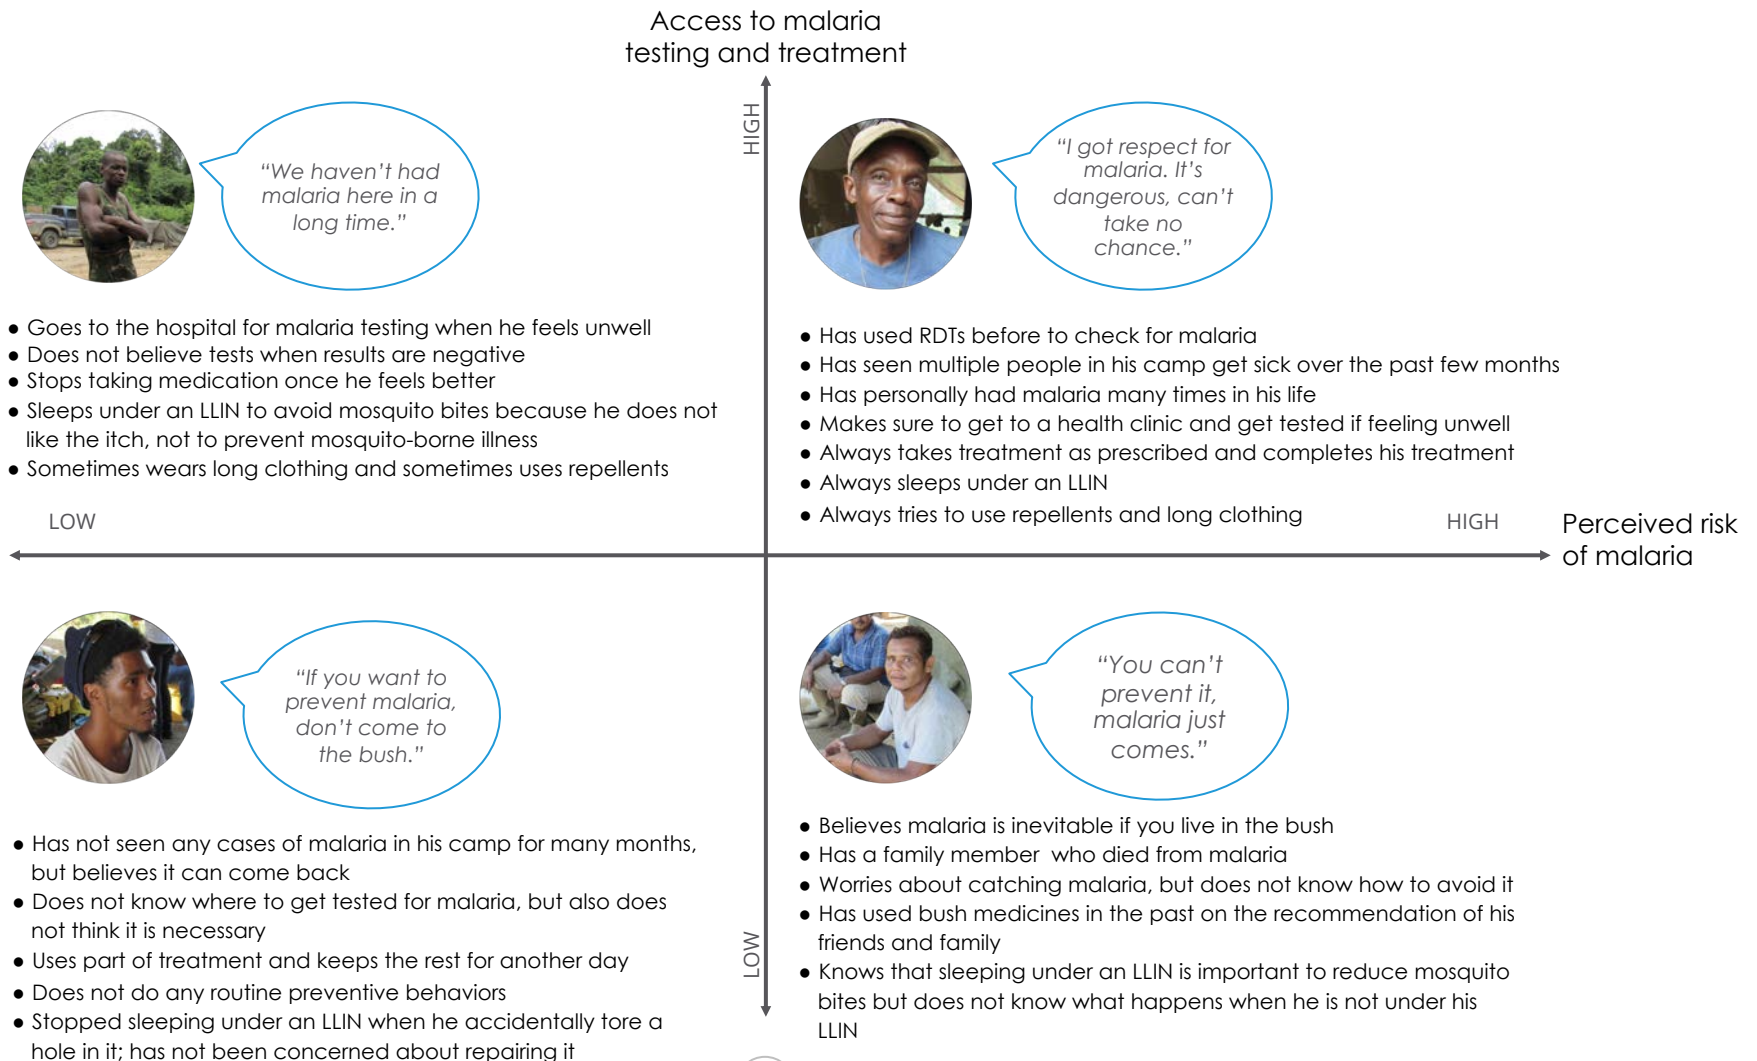 Access to malaria
testing and treatment
HIGH
“We haven’t had
malaria here in a
long time.”
“I got respect for
malaria. It’s
dangerous, can’t
take no
chance.”
● Goes to the hospital for malaria testing when he feels unwell
● Does not believe tests when results are negative
● Stops taking medication once he feels better
● Sleeps under an LLIN to avoid mosquito bites because he does not
like the itch, not to prevent mosquito-borne illness
● Sometimes wears long clothing and sometimes uses repellents
● Has used RDTs before to check for malaria
● Has seen multiple people in his camp get sick over the past few months
● Has personally had malaria many times in his life
● Makes sure to get to a health clinic and get tested if feeling unwell
● Always takes treatment as prescribed and completes his treatment
● Always sleeps under an LLIN
● Always tries to use repellents and long clothing
LOW
HIGH
Perceived risk
of malaria
“If you want to
prevent malaria,
don’t come to
the bush.”
“You can’t
prevent it,
malaria just
comes.”
● Has not seen any cases of malaria in his camp for many months,
but believes it can come back
● Does not know where to get tested for malaria, but also does
not think it is necessary
● Uses part of treatment and keeps the rest for another day
● Does not do any routine preventive behaviors
● Stopped sleeping under an LLIN when he accidentally tore a
hole in it; has not been concerned about repairing it
● Believes malaria is inevitable if you live in the bush
● Has a family member who died from malaria
● Worries about catching malaria, but does not know how to avoid it
● Has used bush medicines in the past on the recommendation of his
friends and family
● Knows that sleeping under an LLIN is important to reduce mosquito
bites but does not know what happens when he is not under his
LLIN
LOW